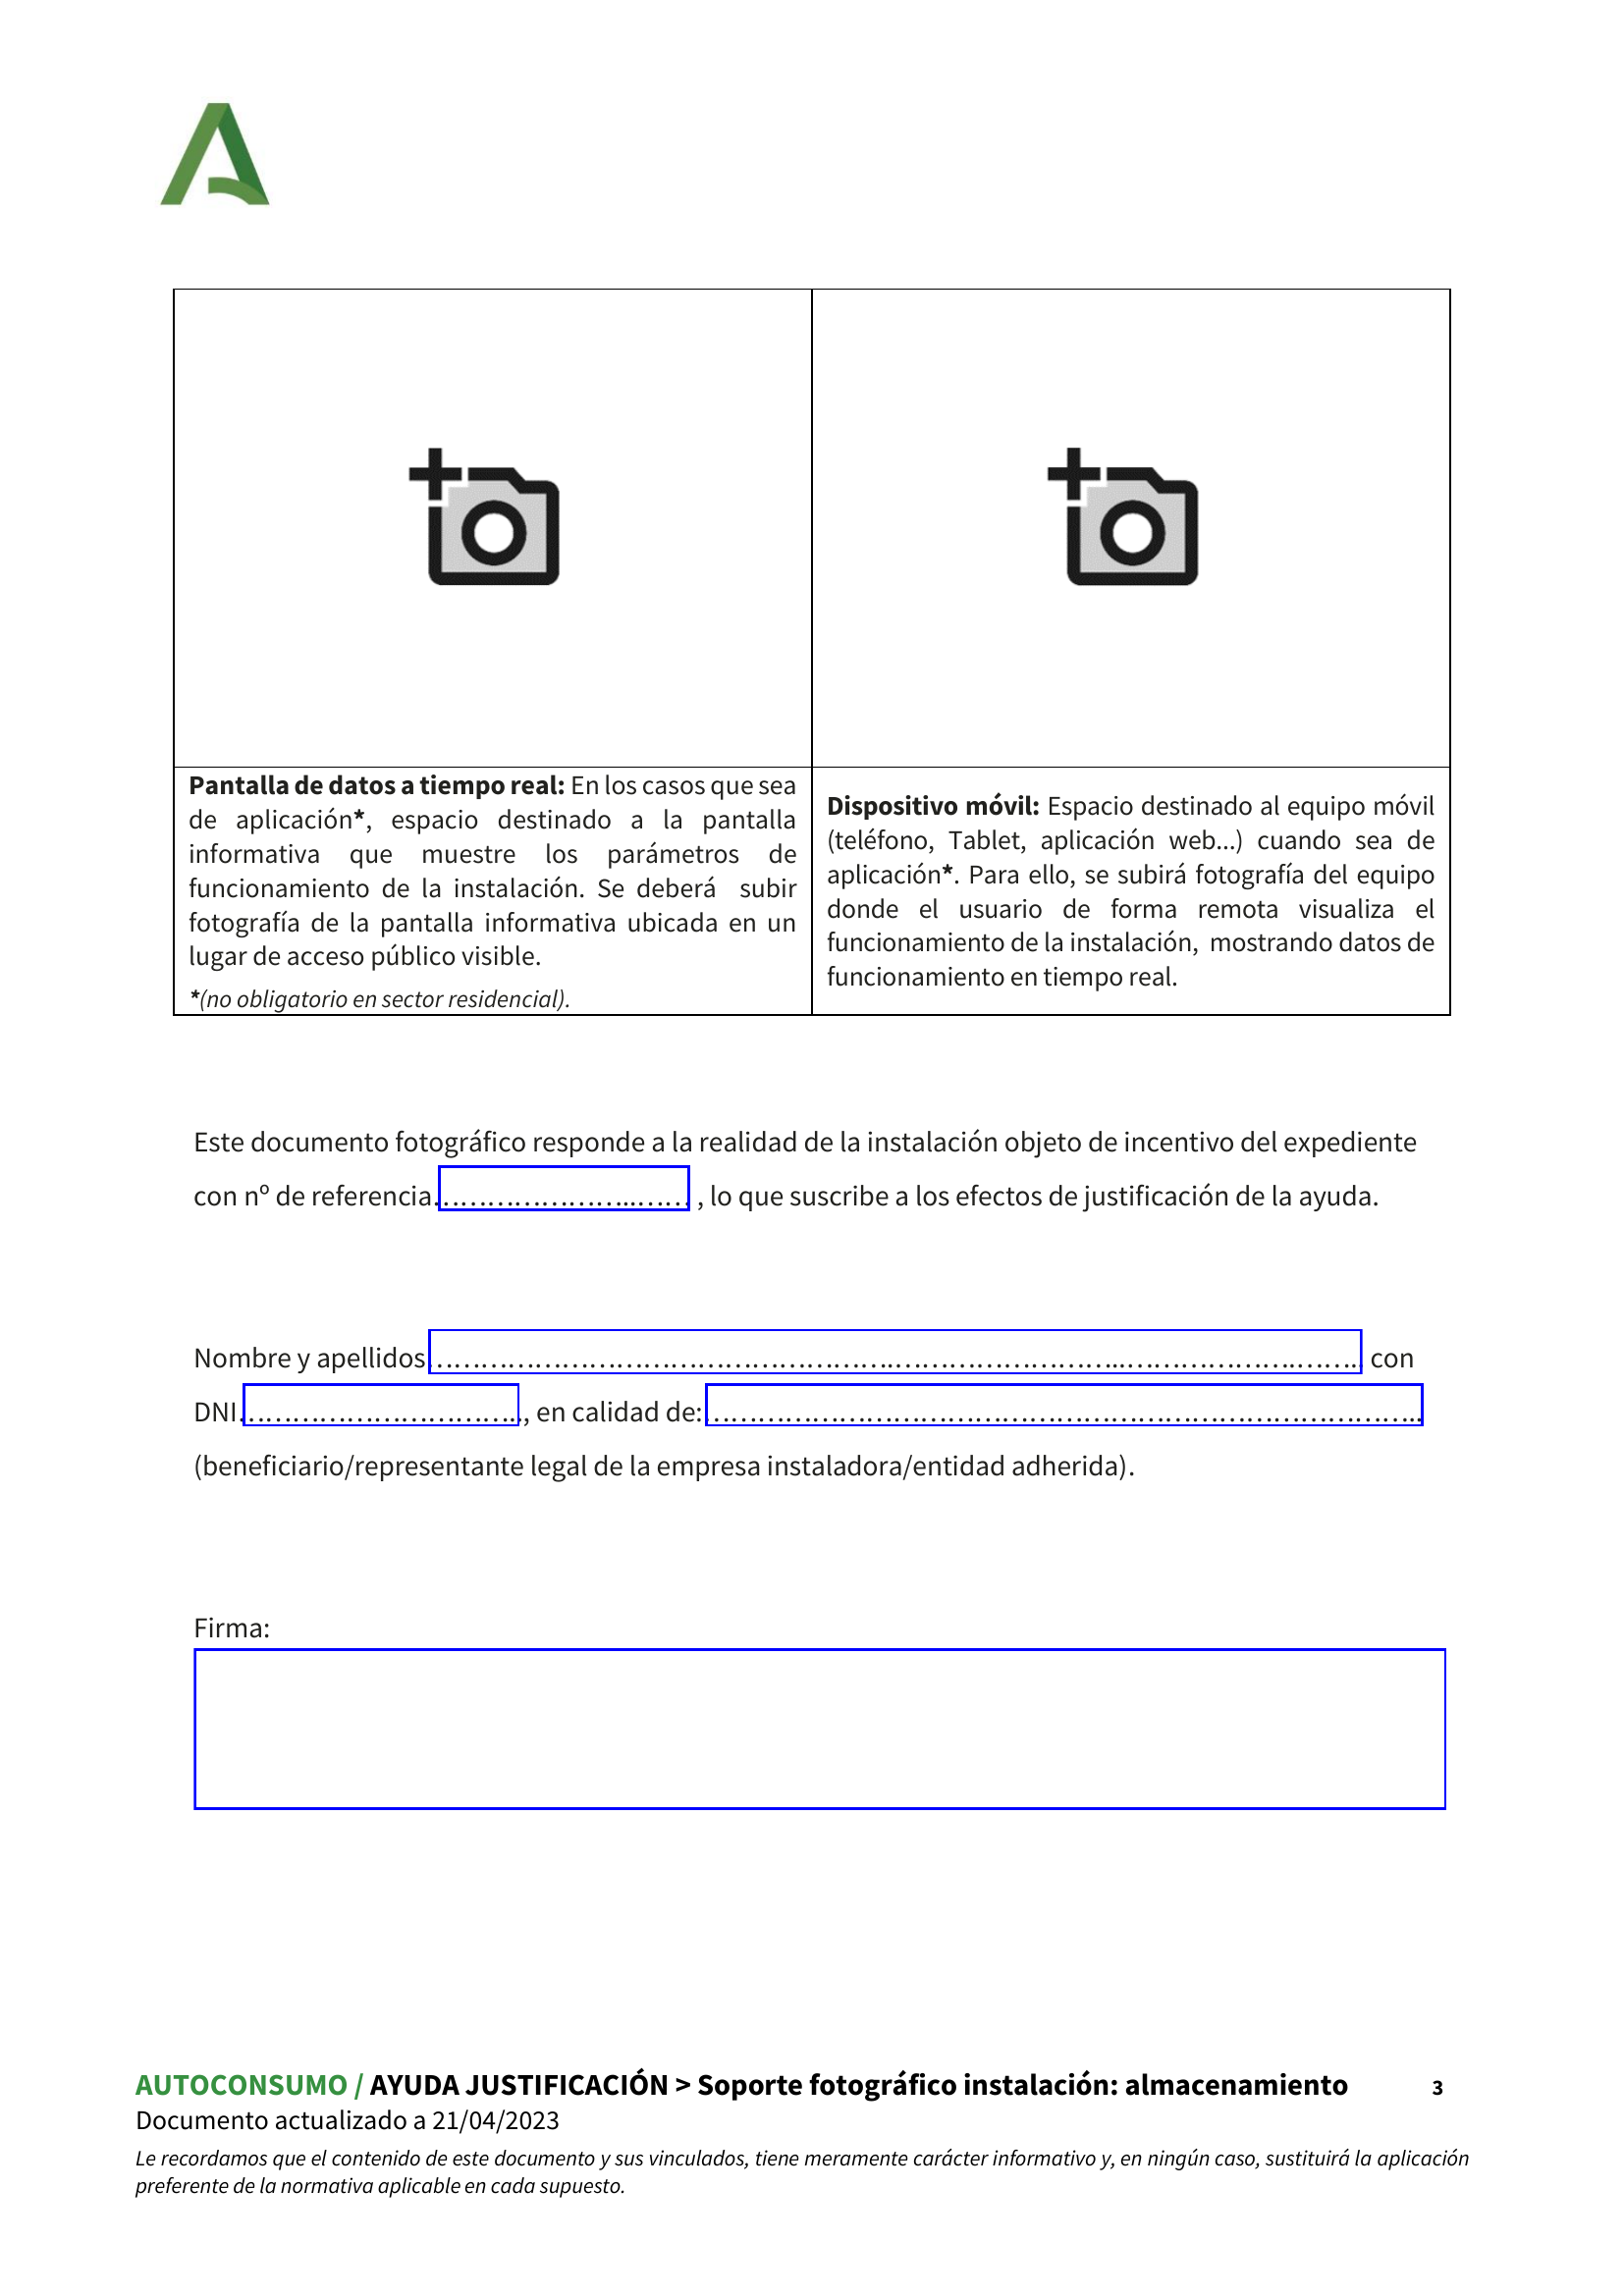 Pantalla de datos a tiempo real: En los casos que sea
de aplicación*, espacio destinado a la pantalla
informativa que muestre los parámetros de
funcionamiento de la instalación. Se deberá subir
fotografía de la pantalla informativa ubicada en un
lugar de acceso público visible.
*(no obligatorio en sector residencial).
Dispositivo móvil: Espacio destinado al equipo móvil
(teléfono, Tablet, aplicación web...) cuando sea de
aplicación*. Para ello, se subirá fotografía del equipo
donde el usuario de forma remota visualiza el
funcionamiento de la instalación, mostrando datos de
funcionamiento en tiempo real.
Este documento fotográfico responde a la realidad de la instalación objeto de incentivo del expediente
con nº de referencia………………….…… , lo que suscribe a los efectos de justificación de la ayuda.
Nombre y apellidos…………………………………………….……………………..………………….…….. con
DNI…………………………., en calidad de:…………………………………………………………………..
(beneficiario/representante legal de la empresa instaladora/entidad adherida).
Firma:
AUTOCONSUMO / AYUDA JUSTIFICACIÓN > Soporte fotográfico instalación: almacenamiento 3
Documento actualizado a 21/04/2023
Le recordamos que el contenido de este documento y sus vinculados, tiene meramente carácter informativo y, en ningún caso, sustituirá la aplicación
preferente de la normativa aplicable en cada supuesto.